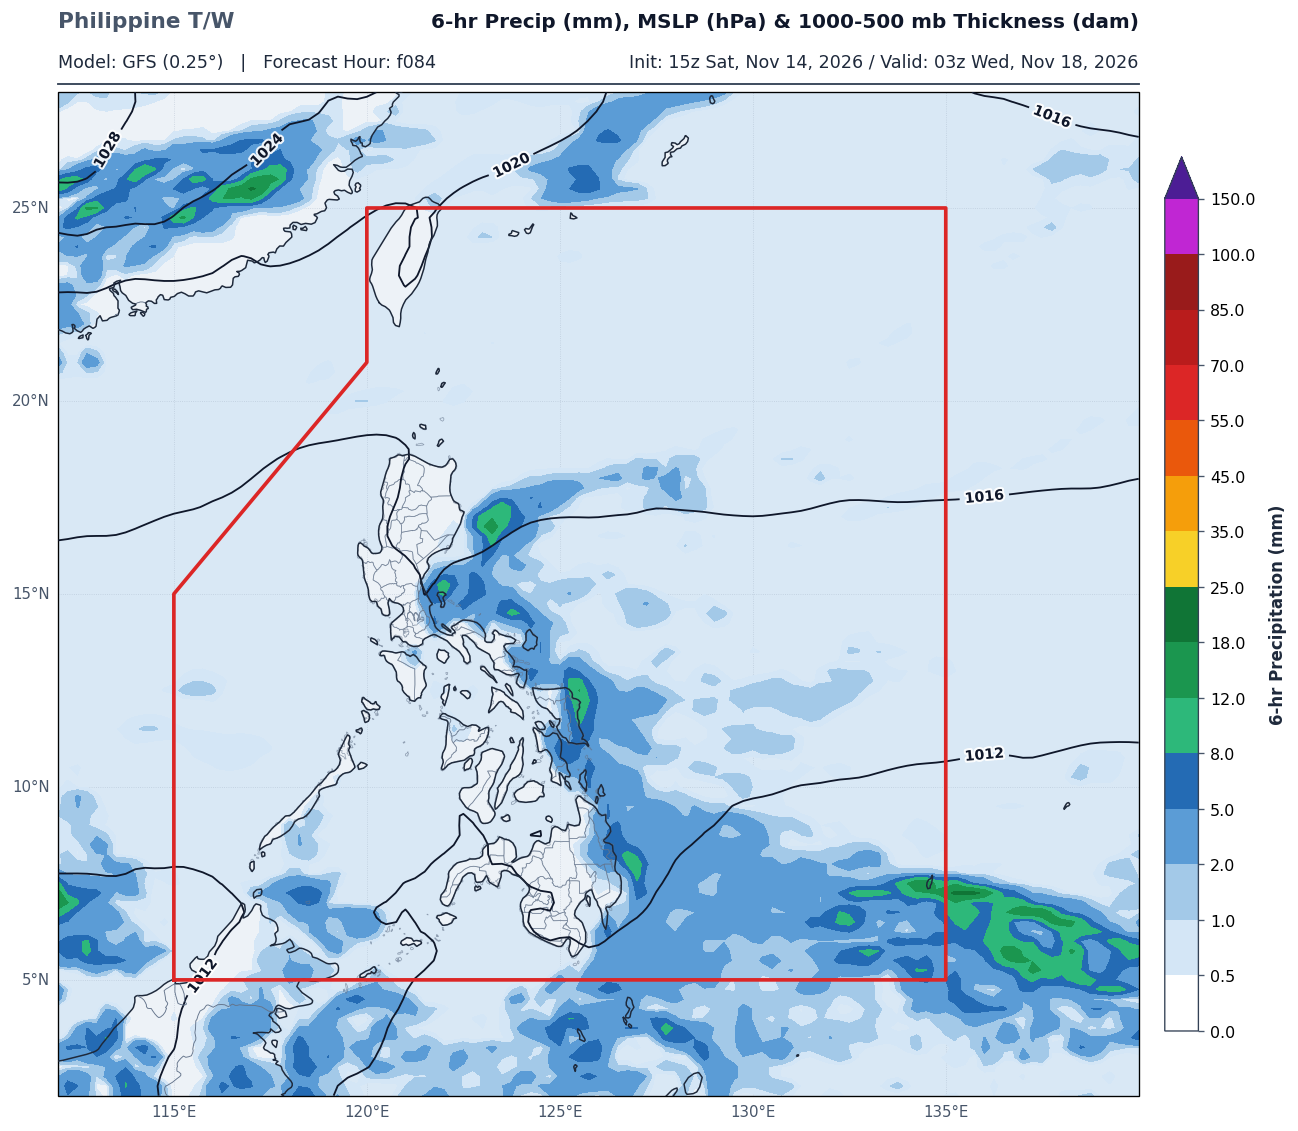 Philippine T/W
6-hr Precip (mm), MSLP (hPa) & 1000-500 mb Thickness (dam)
Model: GFS (0.25°) | Forecast Hour: f084
Init: 15z Sat, Nov 14, 2026 / Valid: 03z Wed, Nov 18, 2026
1028
1024
1020
1016
1016
1012
1012
25°N
20°N
15°N
10°N
5°N
115°E
120°E
125°E
130°E
135°E
150.0
100.0
85.0
70.0
55.0
45.0
35.0
25.0
18.0
12.0
8.0
5.0
2.0
1.0
0.5
0.0
6-hr Precipitation (mm)